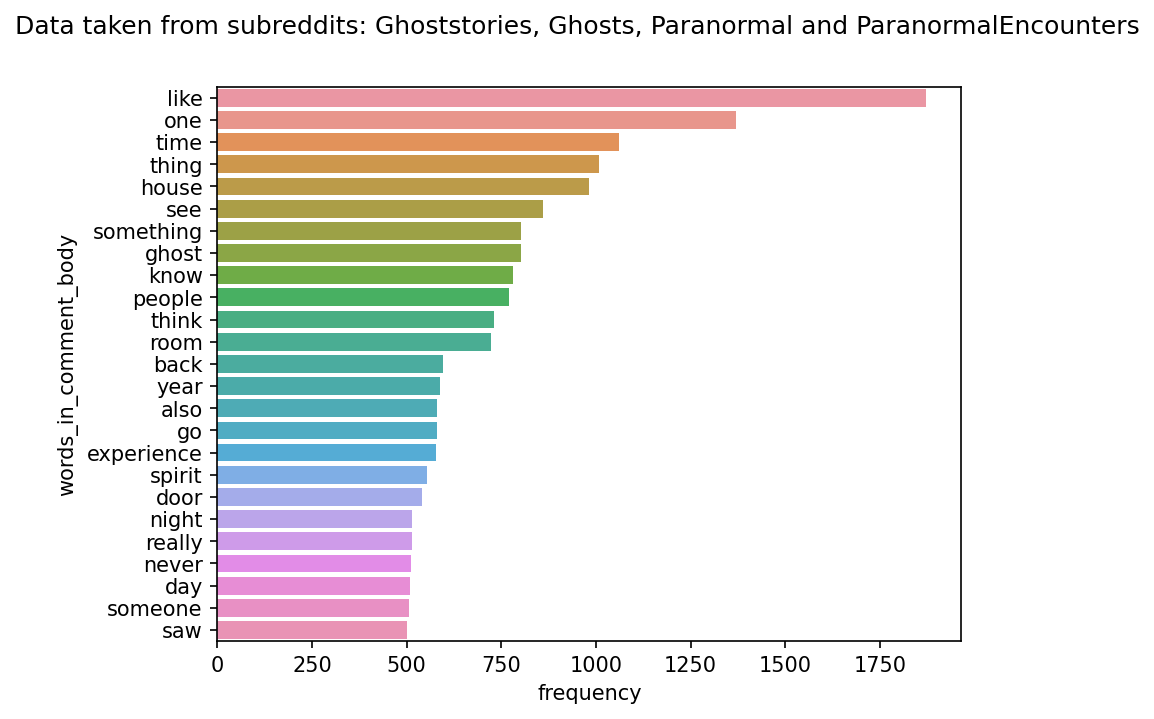 Data taken from subreddits: Ghoststories, Ghosts, Paranormal and ParanormalEncounters
words_in_comment_body
like
one
time
thing
house
see
something
ghost
know
people
think
room
back
year
also
go
experience
spirit
door
night
really
never
day
someone
saw
0 250 500 750 1000 1250 1500 1750
frequency